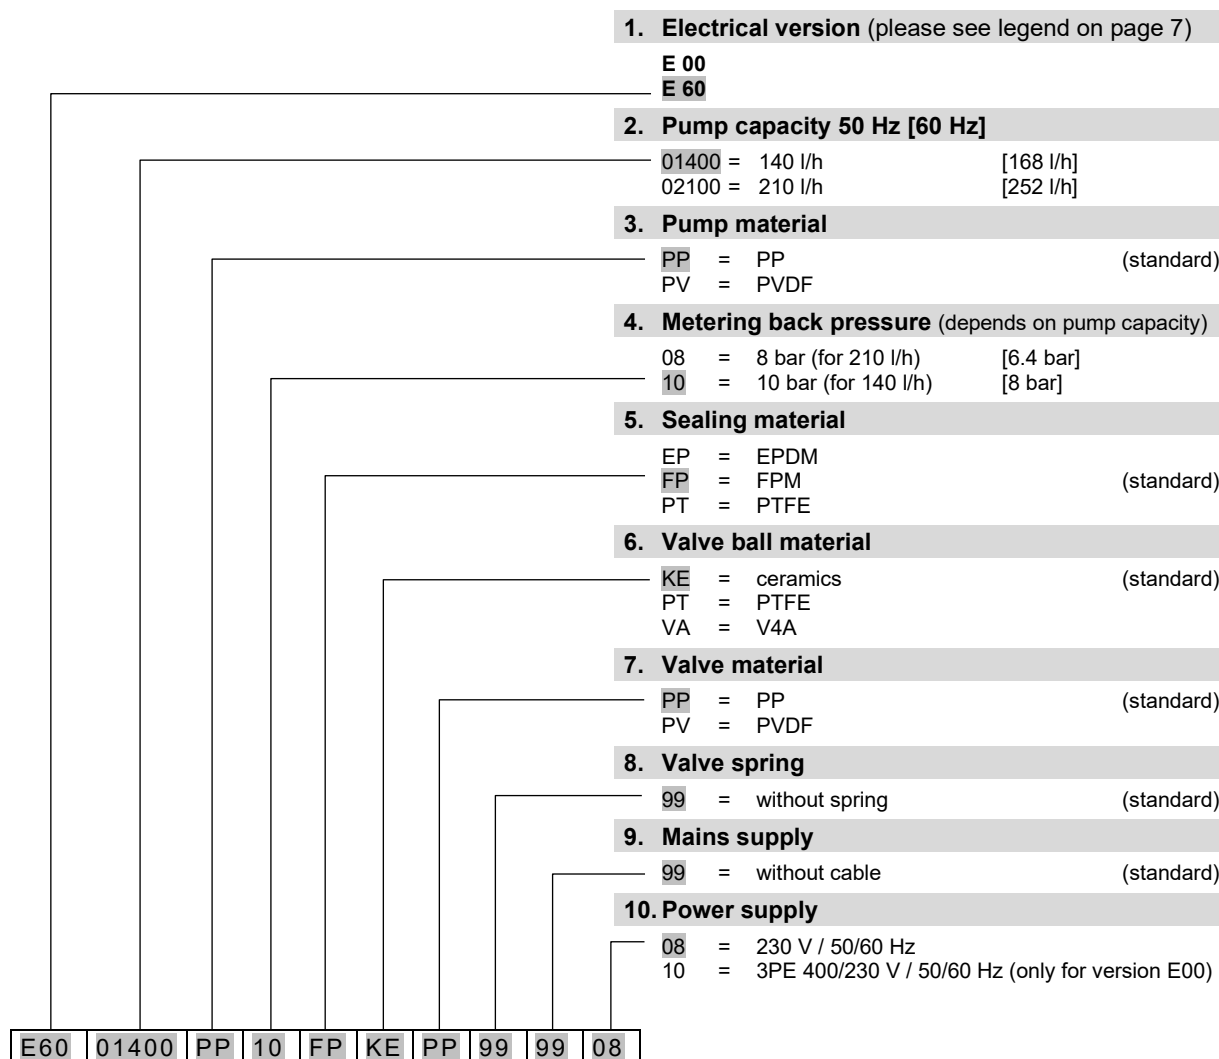 1. Electrical version (please see legend on page 7)
E 00
E 60
2. Pump capacity 50 Hz [60 Hz]
01400 = 140 l/h [168 l/h]
02100 = 210 l/h [252 l/h]
3. Pump material
PP = PP (standard)
PV = PVDF
4. Metering back pressure (depends on pump capacity)
08 = 8 bar (for 210 l/h) [6.4 bar]
10 = 10 bar (for 140 l/h) [8 bar]
5. Sealing material
EP = EPDM
FP = FPM (standard)
PT = PTFE
6. Valve ball material
KE = ceramics (standard)
PT = PTFE
VA = V4A
7. Valve material
PP = PP (standard)
PV = PVDF
8. Valve spring
99 = without spring (standard)
9. Mains supply
99 = without cable (standard)
10. Power supply
08 = 230 V / 50/60 Hz
10 = 3PE 400/230 V / 50/60 Hz (only for version E00)
E60 01400 PP 10 FP KE PP 99 99 08